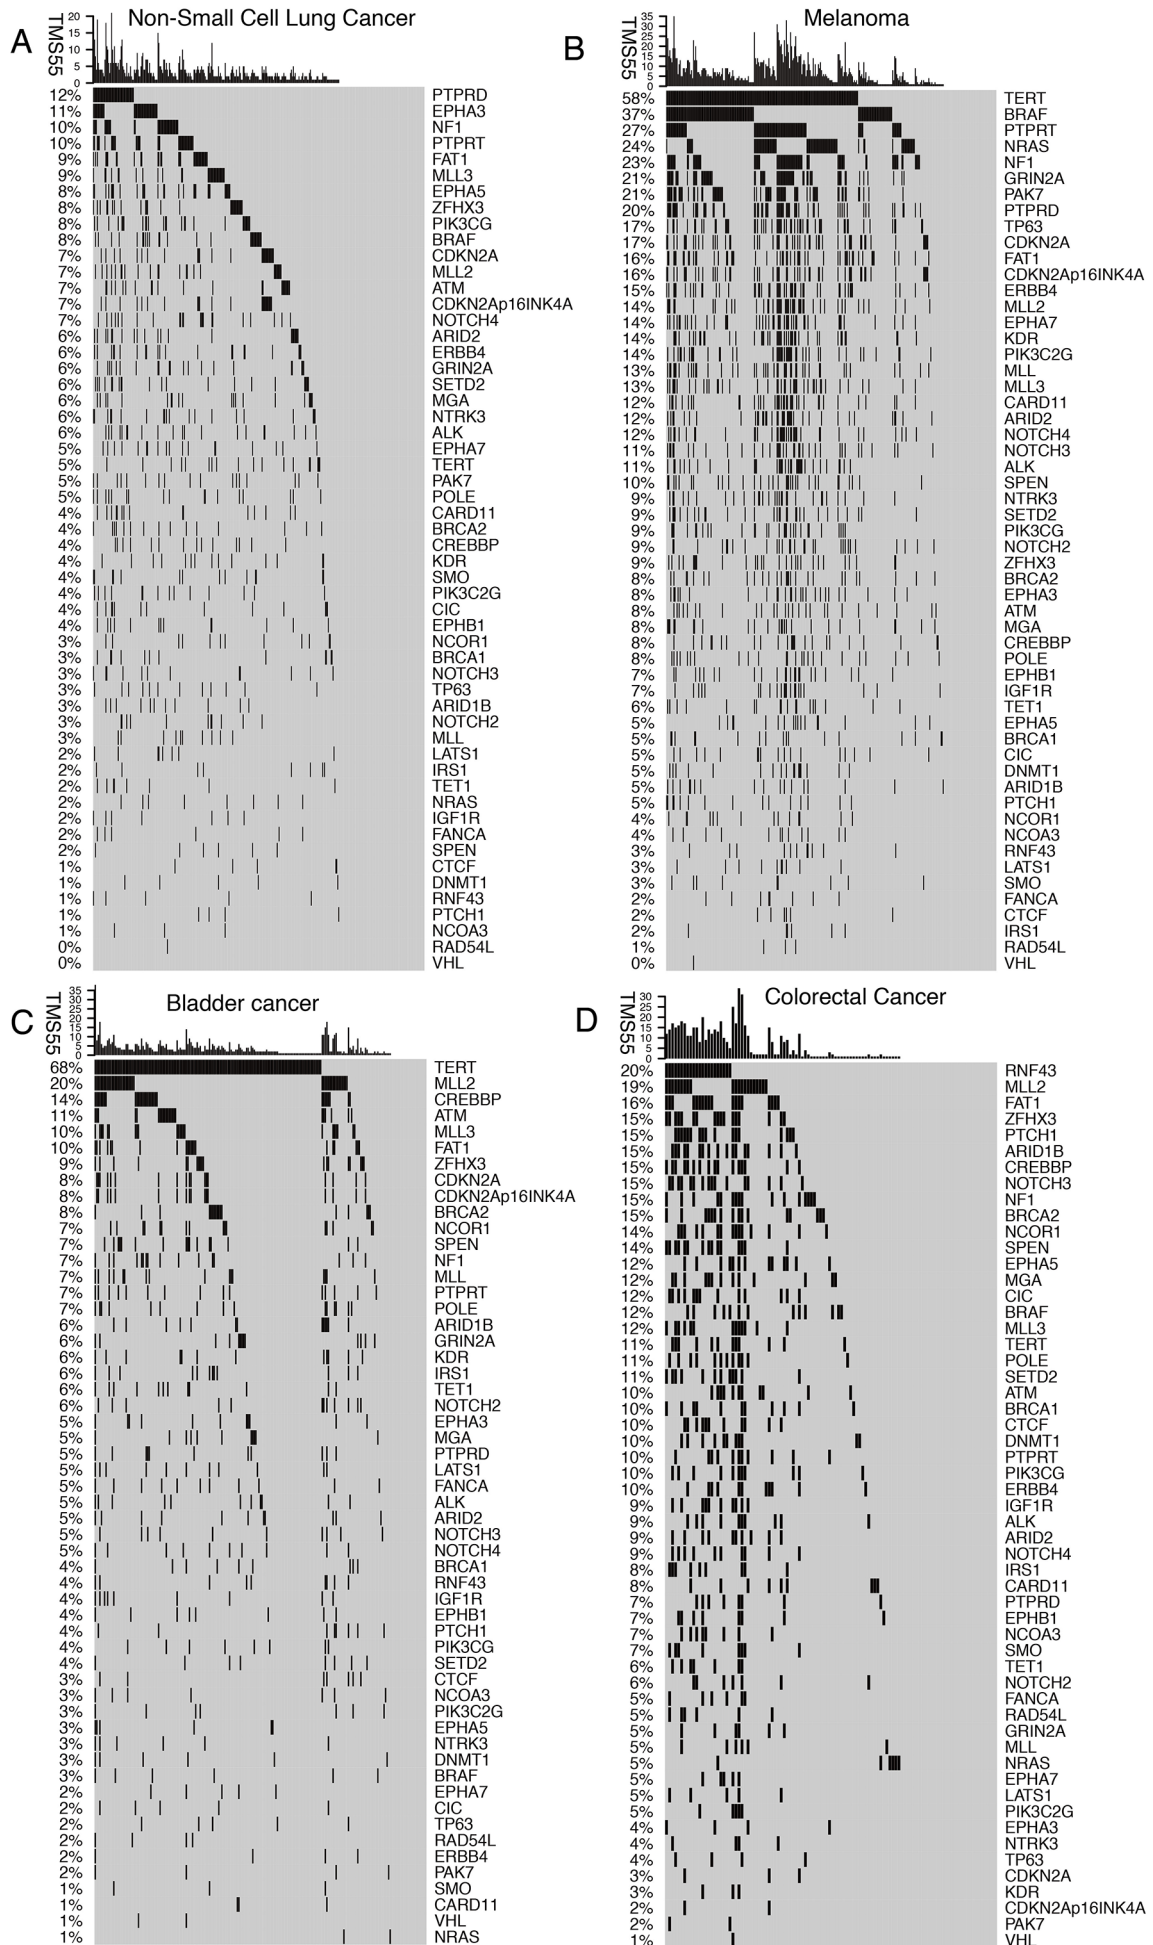 A
Non-Small Cell Lung Cancer
TMS55
20
15
10
5
0
12% PTPRD
11% EPHA3
10% NF1
10% PTPRT
9% FAT1
9% MLL3
8% EPHA5
8% ZFHX3
8% PIK3CG
8% BRAF
7% CDKN2A
7% MLL2
7% ATM
7% CDKN2Ap16INK4A
7% NOTCH4
6% ARID2
6% ERBB4
6% GRIN2A
6% SETD2
6% MGA
6% NTRK3
6% ALK
5% EPHA7
5% TERT
5% PAK7
5% POLE
4% CARD11
4% BRCA2
4% CREBBP
4% KDR
4% SMO
4% PIK3C2G
4% CIC
4% EPHB1
3% NCOR1
3% BRCA1
3% NOTCH3
3% TP63
3% ARID1B
3% NOTCH2
3% MLL
2% LATS1
2% IRS1
2% TET1
2% NRAS
2% IGF1R
2% FANCA
2% SPEN
1% CTCF
1% DNMT1
1% RNF43
1% PTCH1
1% NCOA3
0% RAD54L
0% VHL
B
Melanoma
TMS55
35
30
25
20
15
10
5
0
58% TERT
37% BRAF
27% PTPRT
24% NRAS
23% NF1
21% GRIN2A
21% PAK7
20% PTPRD
17% TP63
17% CDKN2A
16% FAT1
16% CDKN2Ap16INK4A
15% ERBB4
14% MLL2
14% EPHA7
14% KDR
14% PIK3C2G
13% MLL
13% MLL3
12% CARD11
12% ARID2
12% NOTCH4
11% NOTCH3
11% ALK
10% SPEN
9% NTRK3
9% SETD2
9% PIK3CG
9% NOTCH2
9% ZFHX3
8% BRCA2
8% EPHA3
8% ATM
8% MGA
8% CREBBP
8% POLE
7% EPHB1
7% IGF1R
6% TET1
5% EPHA5
5% BRCA1
5% CIC
5% DNMT1
5% ARID1B
5% PTCH1
4% NCOR1
4% NCOA3
3% RNF43
3% LATS1
3% SMO
2% FANCA
2% CTCF
2% IRS1
1% RAD54L
0% VHL
C
Bladder cancer
TMS55
35
30
25
20
15
10
5
0
68% TERT
20% MLL2
14% CREBBP
11% ATM
10% MLL3
10% FAT1
9% ZFHX3
8% CDKN2A
8% CDKN2Ap16INK4A
8% BRCA2
7% NCOR1
7% SPEN
7% NF1
7% MLL
7% PTPRT
7% POLE
6% ARID1B
6% GRIN2A
6% KDR
6% IRS1
6% TET1
6% NOTCH2
5% EPHA3
5% MGA
5% PTPRD
5% LATS1
5% FANCA
5% ALK
5% ARID2
5% NOTCH3
5% NOTCH4
4% BRCA1
4% RNF43
4% IGF1R
4% EPHB1
4% PTCH1
4% PIK3CG
4% SETD2
3% CTCF
3% NCOA3
3% PIK3C2G
3% EPHA5
3% NTRK3
3% DNMT1
3% BRAF
2% EPHA7
2% CIC
2% TP63
2% RAD54L
2% ERBB4
2% PAK7
1% SMO
1% CARD11
1% VHL
1% NRAS
D
Colorectal Cancer
TMS55
30
25
20
15
10
5
0
20% RNF43
19% MLL2
16% FAT1
15% ZFHX3
15% PTCH1
15% ARID1B
15% CREBBP
15% NOTCH3
15% NF1
15% BRCA2
14% NCOR1
14% SPEN
12% EPHA5
12% MGA
12% CIC
12% BRAF
12% MLL3
11% TERT
11% POLE
11% SETD2
10% ATM
10% BRCA1
10% CTCF
10% DNMT1
10% PTPRT
10% PIK3CG
10% ERBB4
9% IGF1R
9% ALK
9% ARID2
9% NOTCH4
8% IRS1
8% CARD11
7% PTPRD
7% EPHB1
7% NCOA3
7% SMO
6% TET1
6% NOTCH2
5% FANCA
5% RAD54L
5% GRIN2A
5% MLL
5% NRAS
5% EPHA7
5% LATS1
5% PIK3C2G
4% EPHA3
4% NTRK3
4% TP63
3% CDKN2A
3% KDR
2% CDKN2Ap16INK4A
2% PAK7
1% VHL